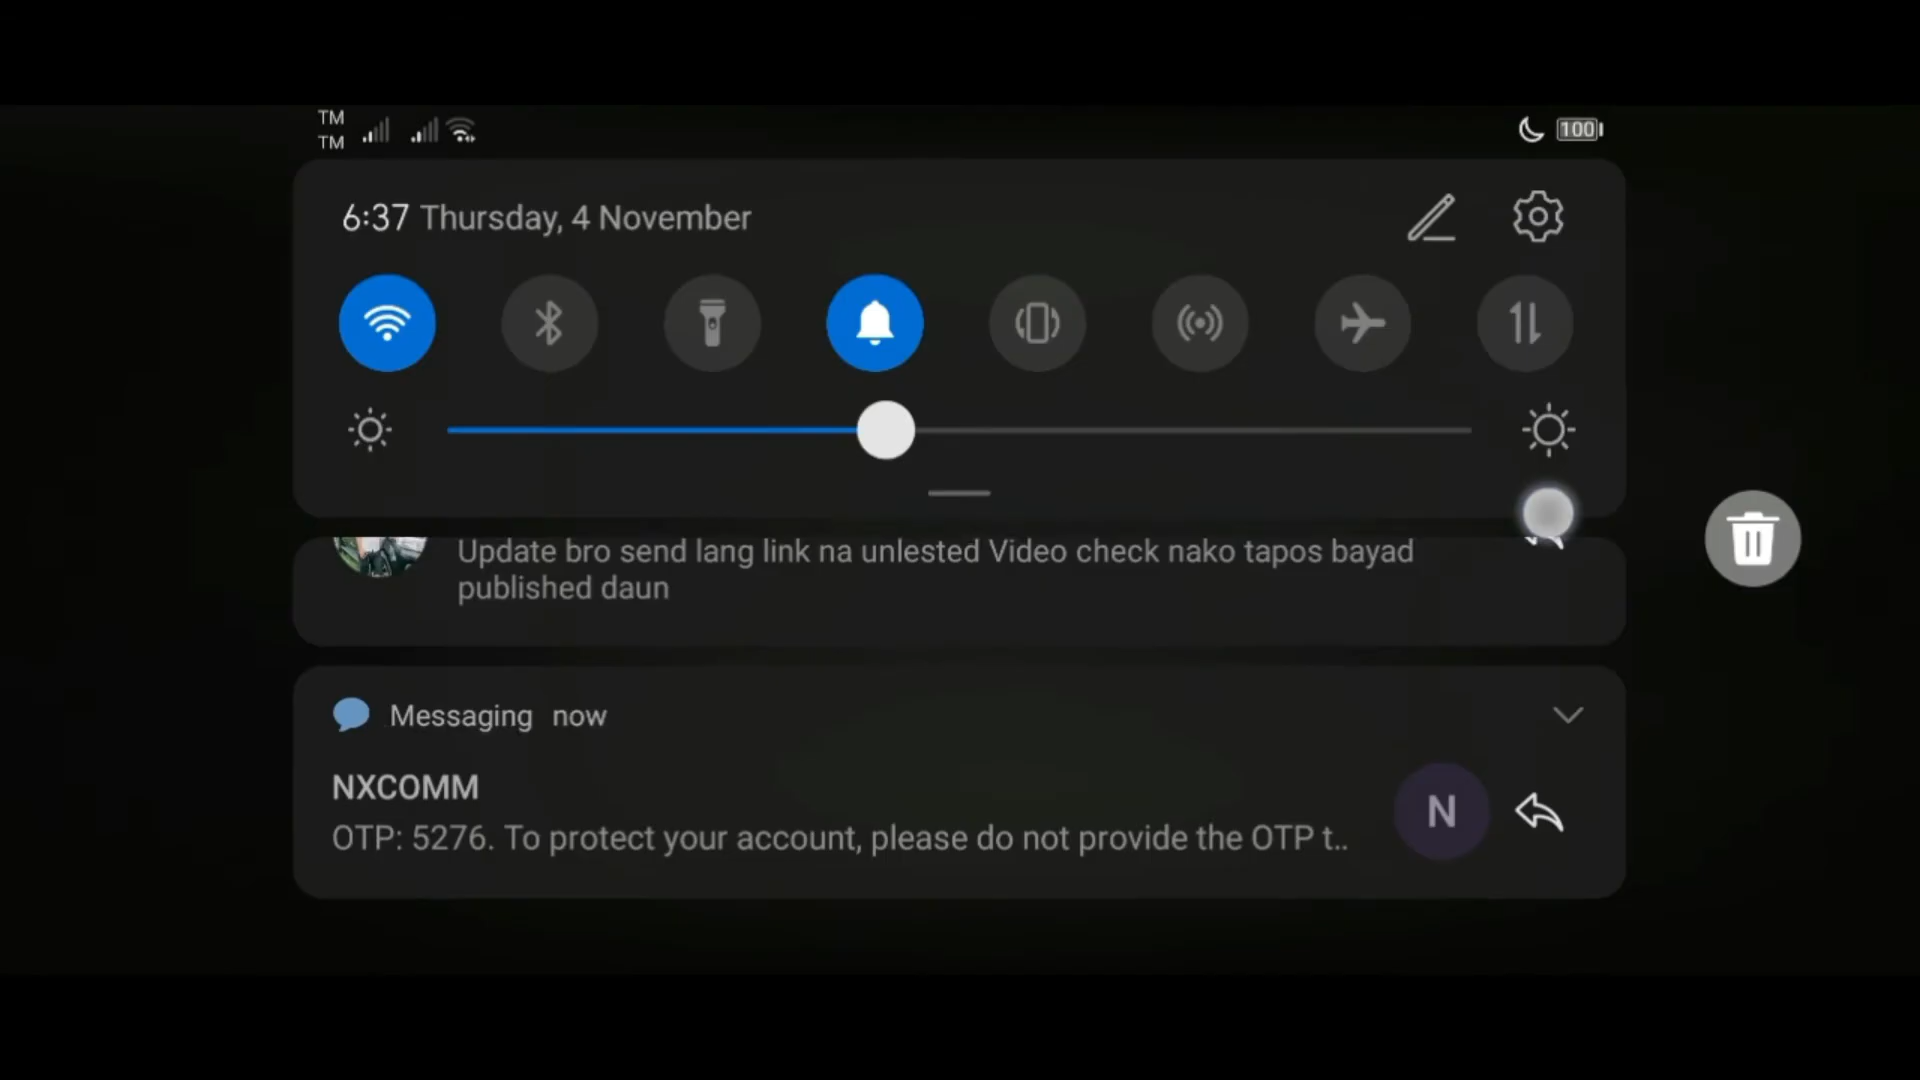 TM
TM
100
6:37 Thursday, 4 November
Update bro send lang link na unlested Video check nako tapos bayad
published daun
Messaging now
NXCOMM
OTP: 5276. To protect your account, please do not provide the OTP t..
N